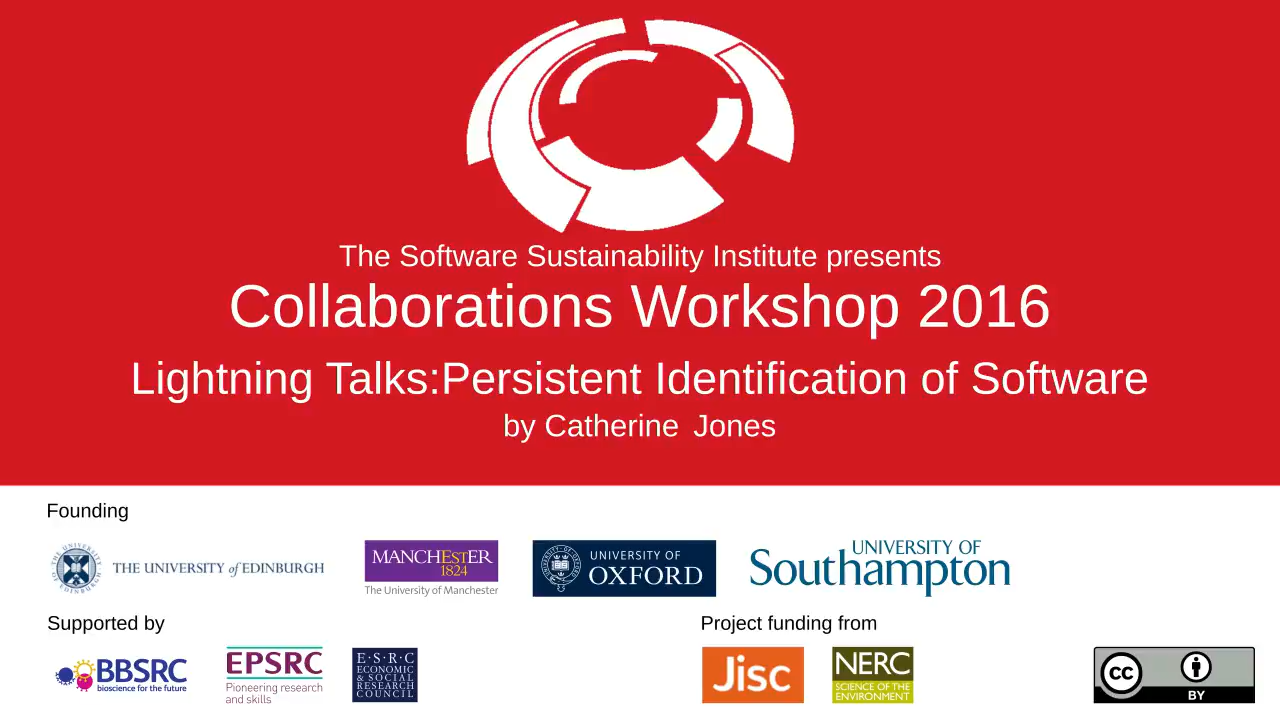 The Software Sustainability Institute presents
Collaborations Workshop 2016
Lightning Talks:Persistent Identification of Software
by Catherine Jones
Founding
THE UNIVERSITY of EDINBURGH
MANCHESTER
1824
The University of Manchester
UNIVERSITY OF
OXFORD
UNIVERSITY OF
Southampton
Supported by
Project funding from
BBSRC
bioscience for the future
EPSRC
Pioneering research
and skills
E·S·R·C
ECONOMIC
& SOCIAL
RESEARCH
COUNCIL
Jisc
NERC
SCIENCE OF THE
ENVIRONMENT
cc
BY